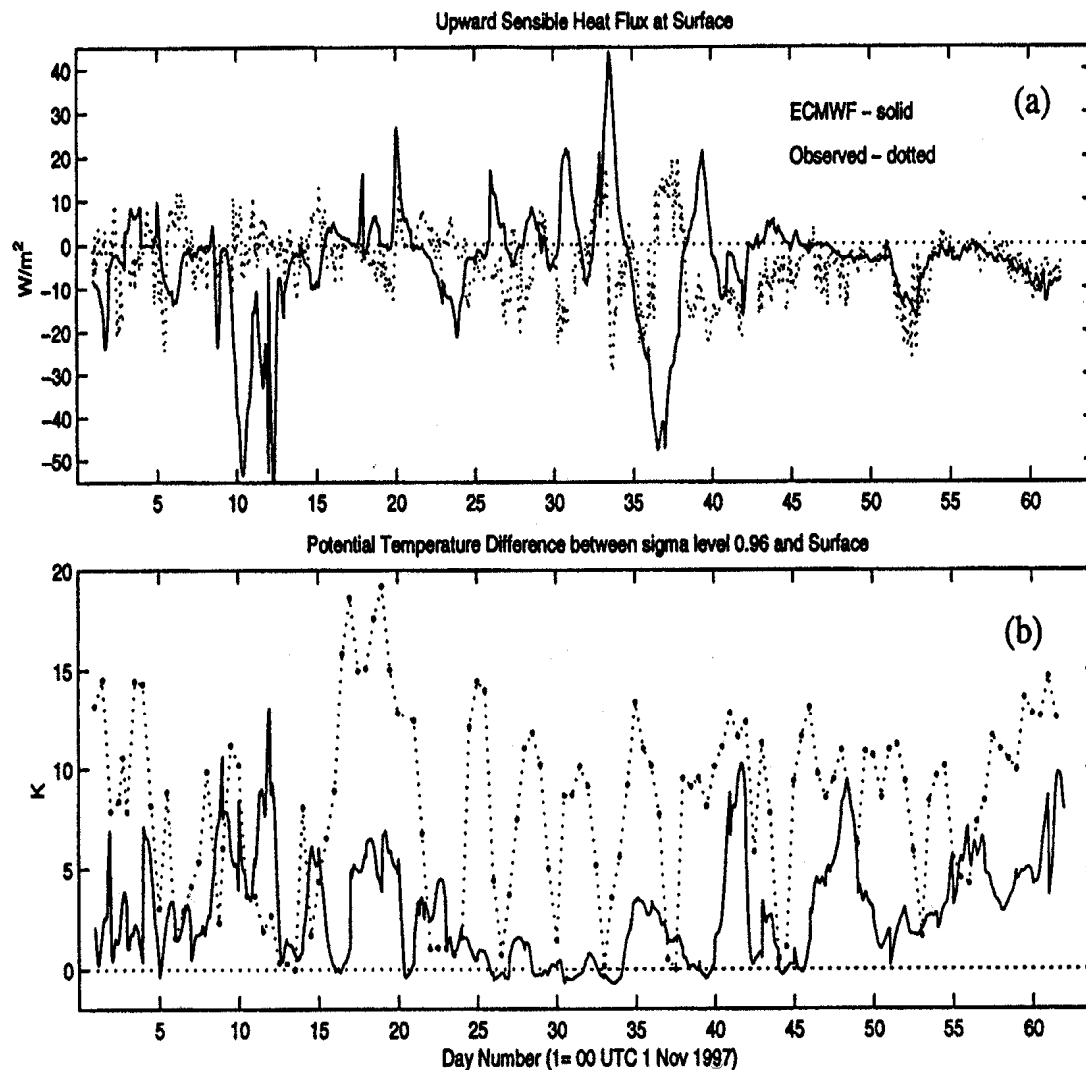 Upward Sensible Heat Flux at Surface
(a)
ECMWF – solid
Observed – dotted
W/m²
40
30
20
10
0
–10
–20
–30
–40
–50
5 10 15 20 25 30 35 40 45 50 55 60
Potential Temperature Difference between sigma level 0.96 and Surface
(b)
K
20
15
10
5
0
5 10 15 20 25 30 35 40 45 50 55 60
Day Number (1= 00 UTC 1 Nov 1997)